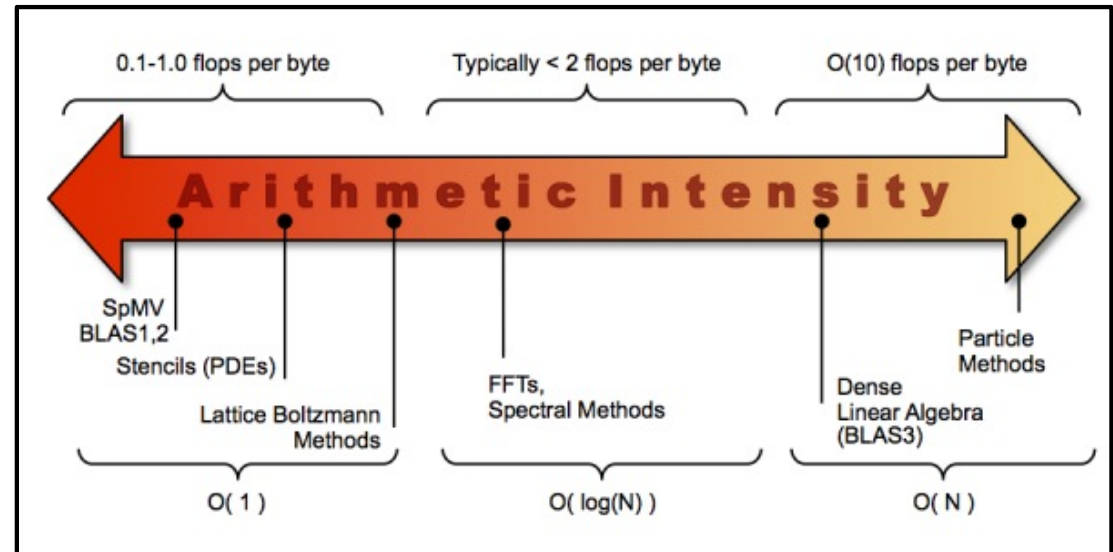 0.1-1.0 flops per byte
Typically < 2 flops per byte
O(10) flops per byte
Arithmetic Intensity
SpMV
BLAS1,2
Stencils (PDEs)
Lattice Boltzmann
Methods
FFTs,
Spectral Methods
Dense
Linear Algebra
(BLAS3)
Particle
Methods
O( 1 )
O( log(N) )
O( N )